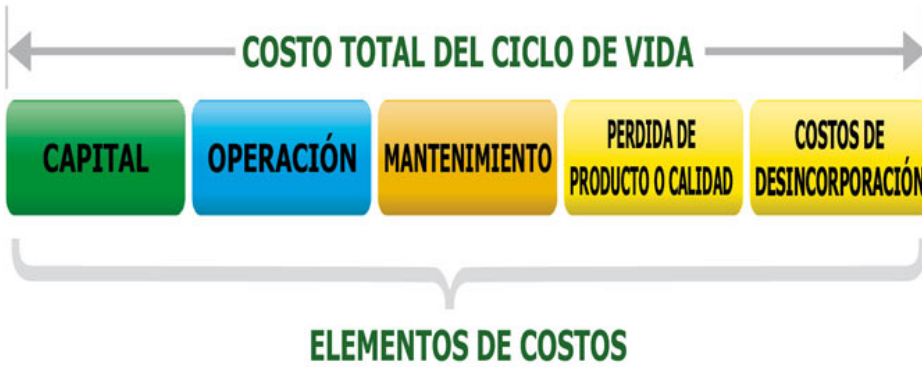 COSTO TOTAL DEL CICLO DE VIDA
CAPITAL
OPERACIÓN
MANTENIMIENTO
PERDIDA DE
PRODUCTO O CALIDAD
COSTOS DE
DESINCORPORACIÓN
ELEMENTOS DE COSTOS